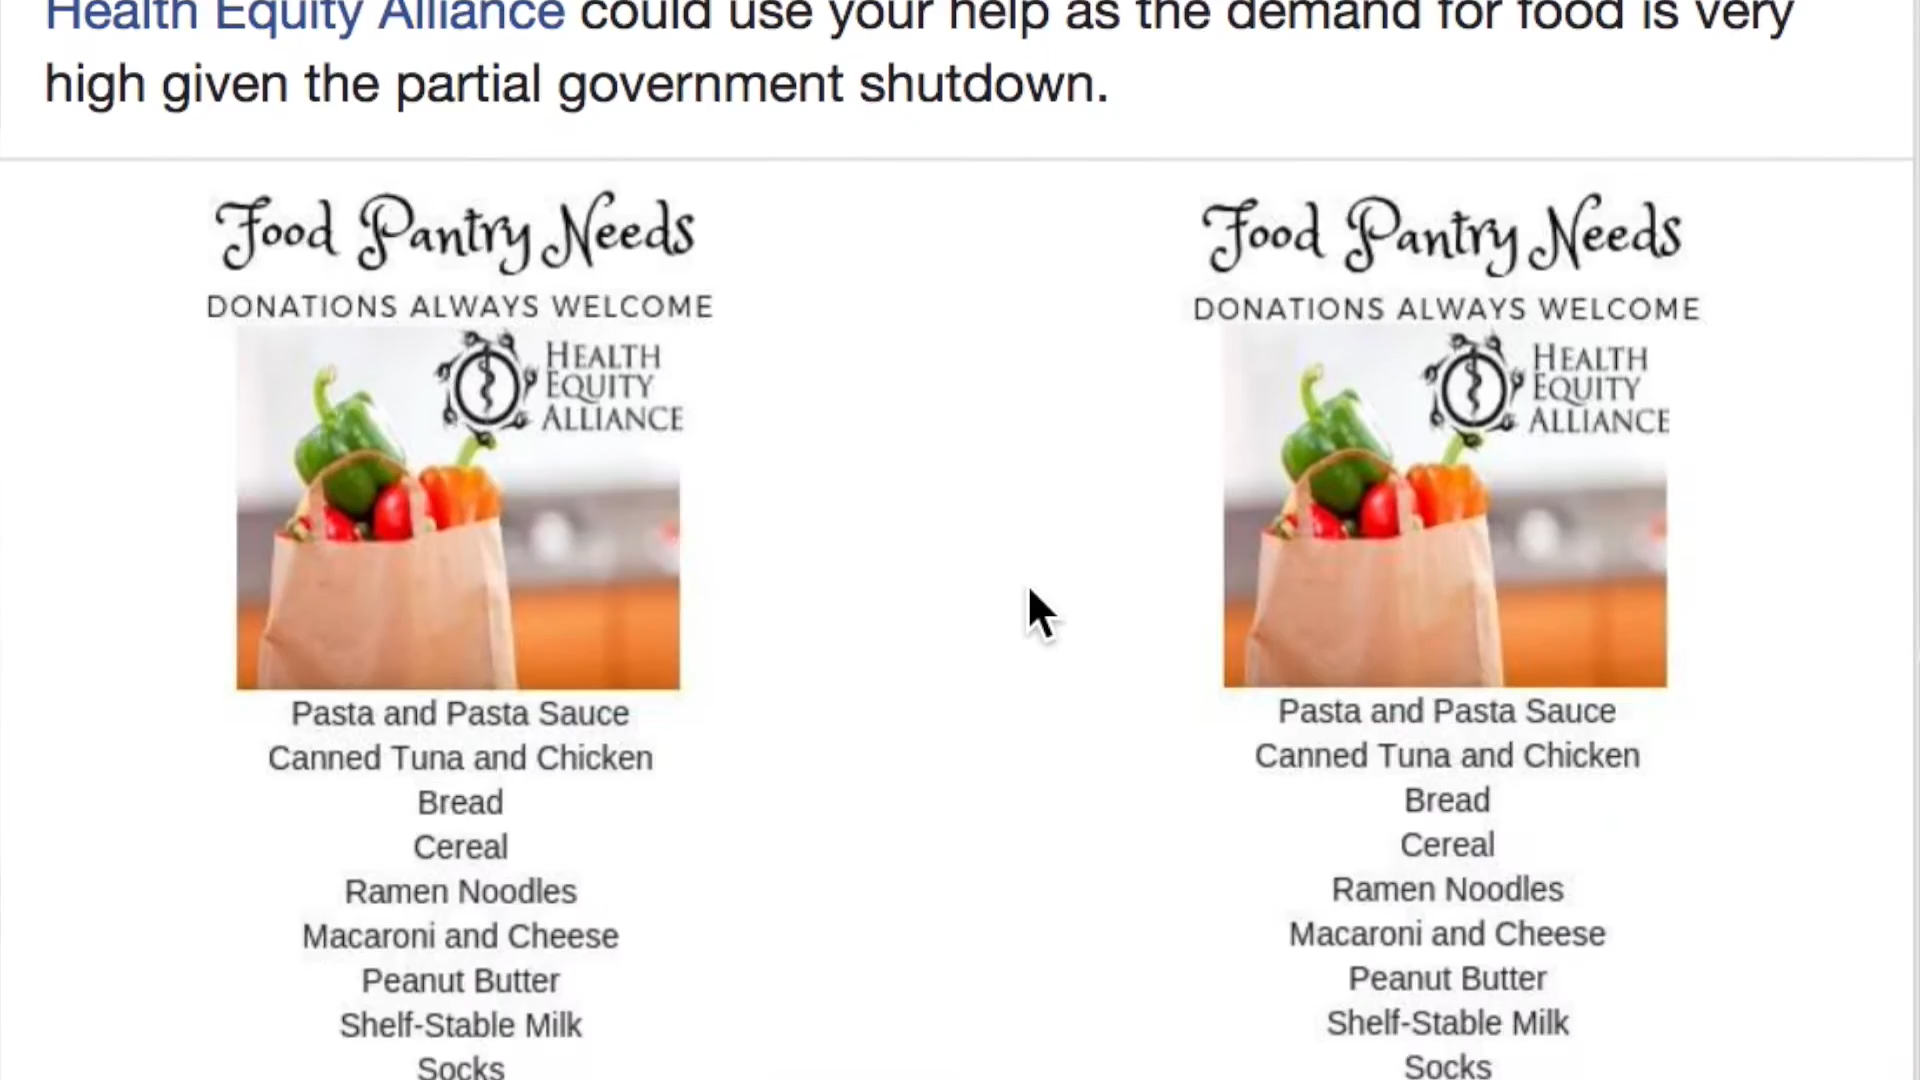 Health Equity Alliance could use your help as the demand for food is very
high given the partial government shutdown.
Food Pantry Needs
DONATIONS ALWAYS WELCOME
HEALTH
EQUITY
ALLIANCE
Pasta and Pasta Sauce
Canned Tuna and Chicken
Bread
Cereal
Ramen Noodles
Macaroni and Cheese
Peanut Butter
Shelf-Stable Milk
Socks
Food Pantry Needs
DONATIONS ALWAYS WELCOME
HEALTH
EQUITY
ALLIANCE
Pasta and Pasta Sauce
Canned Tuna and Chicken
Bread
Cereal
Ramen Noodles
Macaroni and Cheese
Peanut Butter
Shelf-Stable Milk
Socks